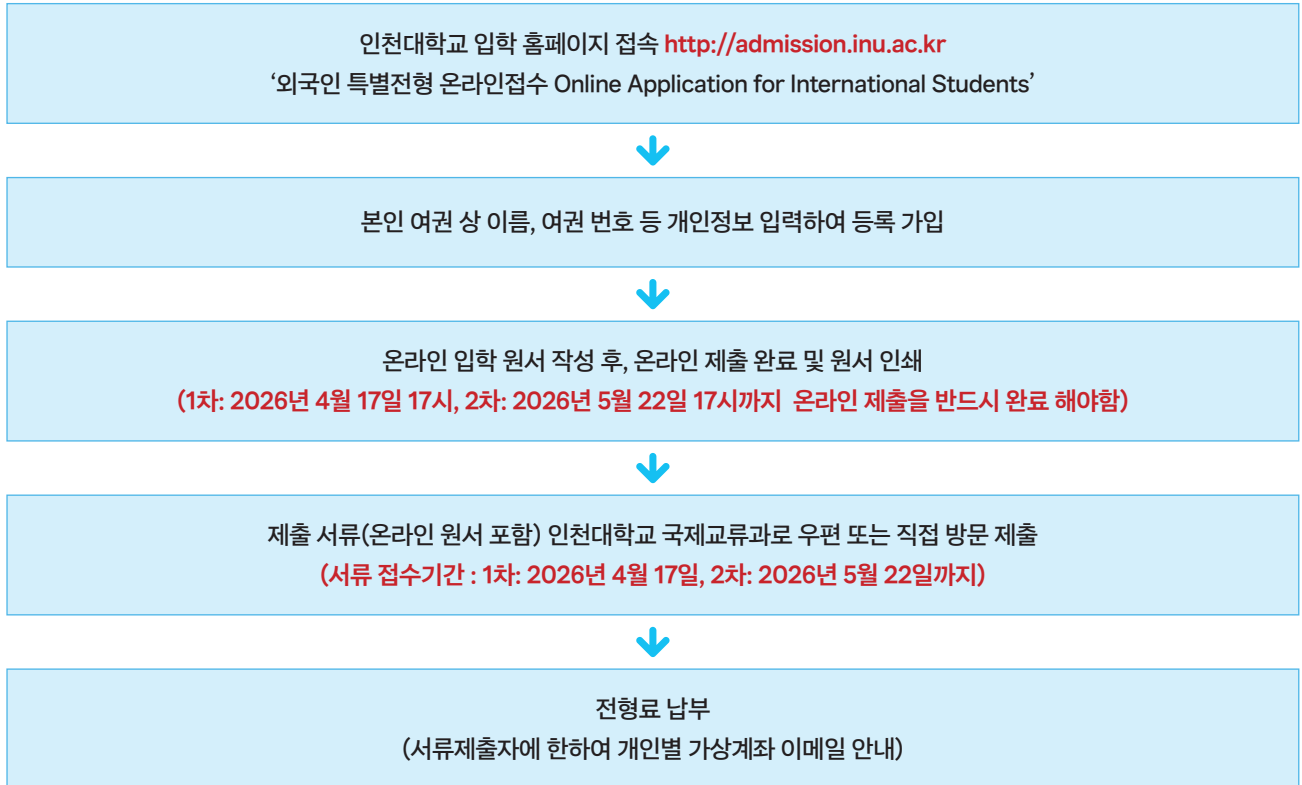 인천대학교 입학 홈페이지 접속 http://admission.inu.ac.kr
‘외국인 특별전형 온라인접수 Online Application for International Students’
본인 여권 상 이름, 여권 번호 등 개인정보 입력하여 등록 가입
온라인 입학 원서 작성 후, 온라인 제출 완료 및 원서 인쇄
(1차: 2026년 4월 17일 17시, 2차: 2026년 5월 22일 17시까지 온라인 제출을 반드시 완료 해야함)
제출 서류(온라인 원서 포함) 인천대학교 국제교류과로 우편 또는 직접 방문 제출
(서류 접수기간 : 1차: 2026년 4월 17일, 2차: 2026년 5월 22일까지)
전형료 납부
(서류제출자에 한하여 개인별 가상계좌 이메일 안내)